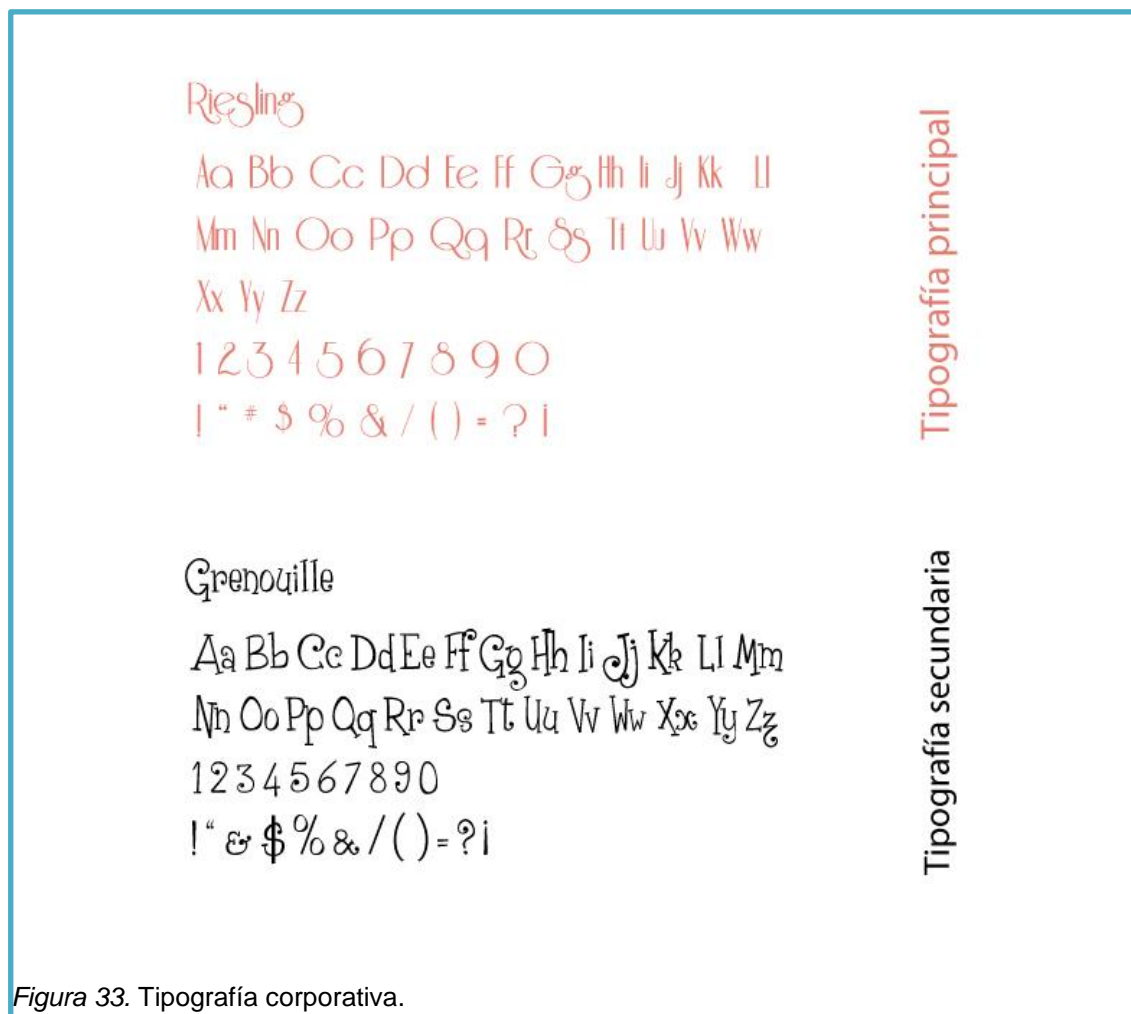 Riesling
Aa Bb Cc Dd Ee Ff Gg Hh Ii Jj Kk Ll
Mm Nn Oo Pp Qq Rr Ss Tt Uu Vv Ww
Xx Yy Zz
1 2 3 4 5 6 7 8 9 0
! " # $ % & / ( ) = ? ¡
Tipografía principal
Grenouille
Aa Bb Cc Dd Ee Ff Gg Hh Ii Jj Kk Ll Mm
Nn Oo Pp Qq Rr Ss Tt Uu Vv Ww Xx Yy Zz
1 2 3 4 5 6 7 8 9 0
! “ & $ % & / ( ) = ? ¡
Tipografía secundaria
Figura 33. Tipografía corporativa.